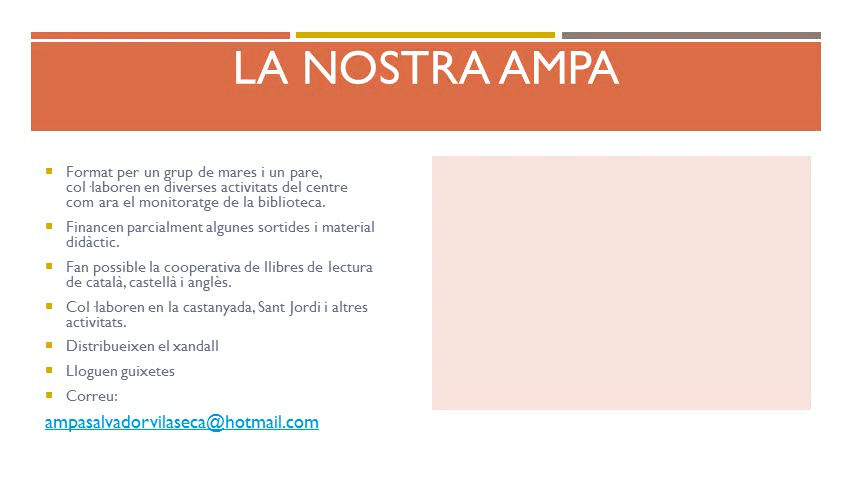 LA NOSTRA AMPA
Format per un grup de mares i un pare,
col·laboren en diverses activitats del centre
com ara el monitoratge de la biblioteca.
Financen parcialment algunes sortides i material
didàctic.
Fan possible la cooperativa de llibres de lectura
de català, castellà i anglès.
Col·laboren en la castanyada, Sant Jordi i altres
activitats.
Distribueixen el xandall
Lloguen guixetes
Correu:
ampasalvadorvilaseca@hotmail.com